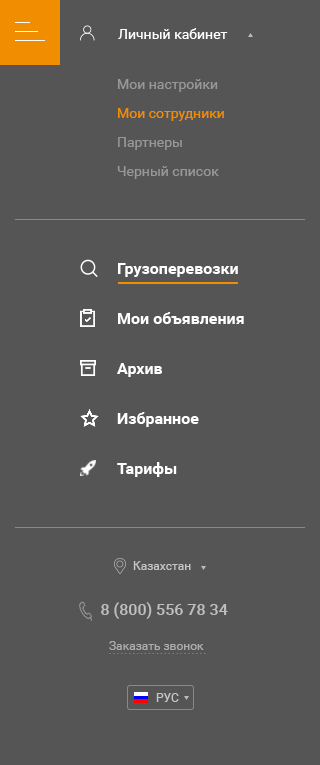 Личный кабинет
Мои настройки
Мои сотрудники
Партнеры
Черный список
Грузоперевозки
Мои объявления
Архив
Избранное
Тарифы
Казахстан
8 (800) 556 78 34
Заказать звонок
РУС